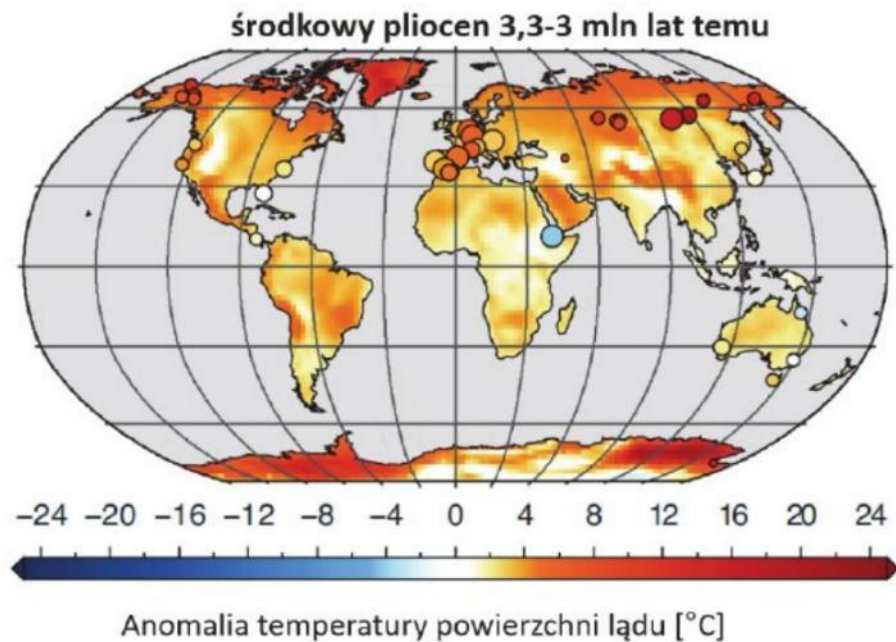 środkowy pliocen 3,3-3 mln lat temu
−24 −20 −16 −12 −8 −4 0 4 8 12 16 20 24
Anomalia temperatury powierzchni lądu [°C]